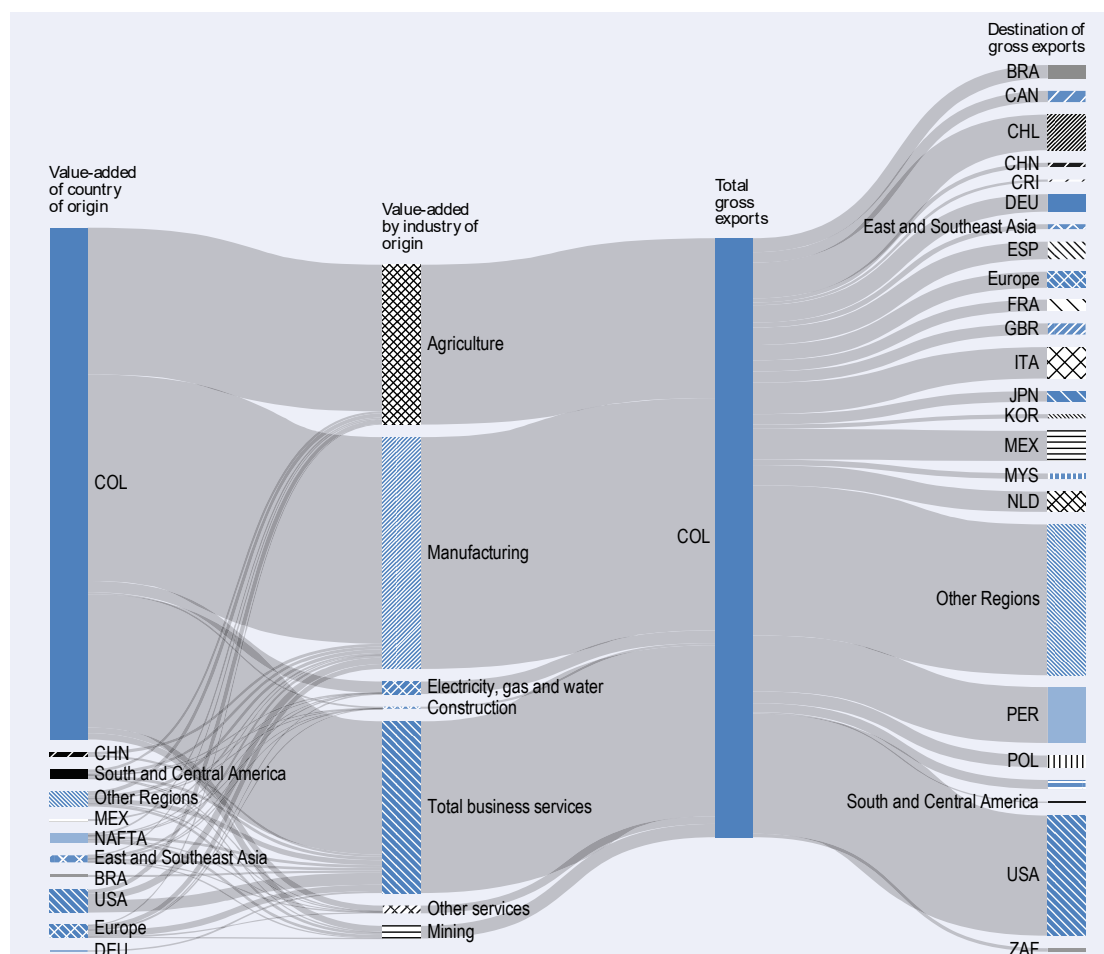 Destination of
gross exports
BRA
CAN
CHL
CHN
CRI
DEU
East and Southeast Asia
ESP
Europe
FRA
GBR
ITA
JPN
KOR
MEX
MYS
NLD
Other Regions
PER
POL
South and Central America
USA
ZAF
Total
gross
exports
COL
Value-added
by industry of
origin
Agriculture
Manufacturing
Electricity, gas and water
Construction
Total business services
Other services
Mining
Value-added
of country
of origin
COL
CHN
South and Central America
Other Regions
MEX
NAFTA
East and Southeast Asia
BRA
USA
Europe
DEU